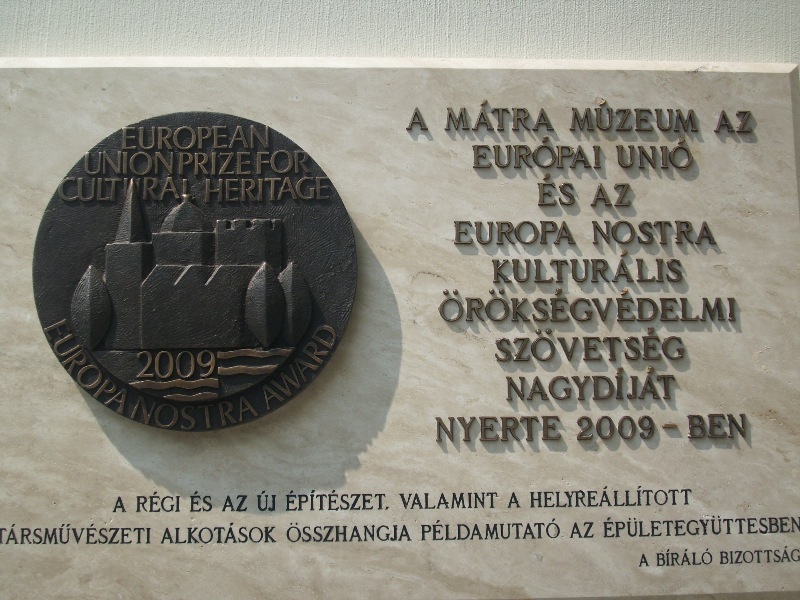 EUROPEAN
UNION PRIZE FOR
CULTURAL HERITAGE
2009
EUROPA NOSTRA AWARD
A MÁTRA MÚZEUM AZ
EURÓPAI UNIÓ
ÉS AZ
EUROPA NOSTRA
KULTURÁLIS
ÖRÖKSÉGVÉDELMI
SZÖVETSÉG
NAGYDÍJÁT
NYERTE 2009-BEN
A RÉGI ÉS AZ ÚJ ÉPÍTÉSZET, VALAMINT A HELYREÁLLÍTOTT
TÁRSMŰVÉSZETI ALKOTÁSOK ÖSSZHANGJA PÉLDAMUTATÓ AZ ÉPÜLETEGYÜTTESBEN
A BÍRÁLÓ BIZOTTSÁG